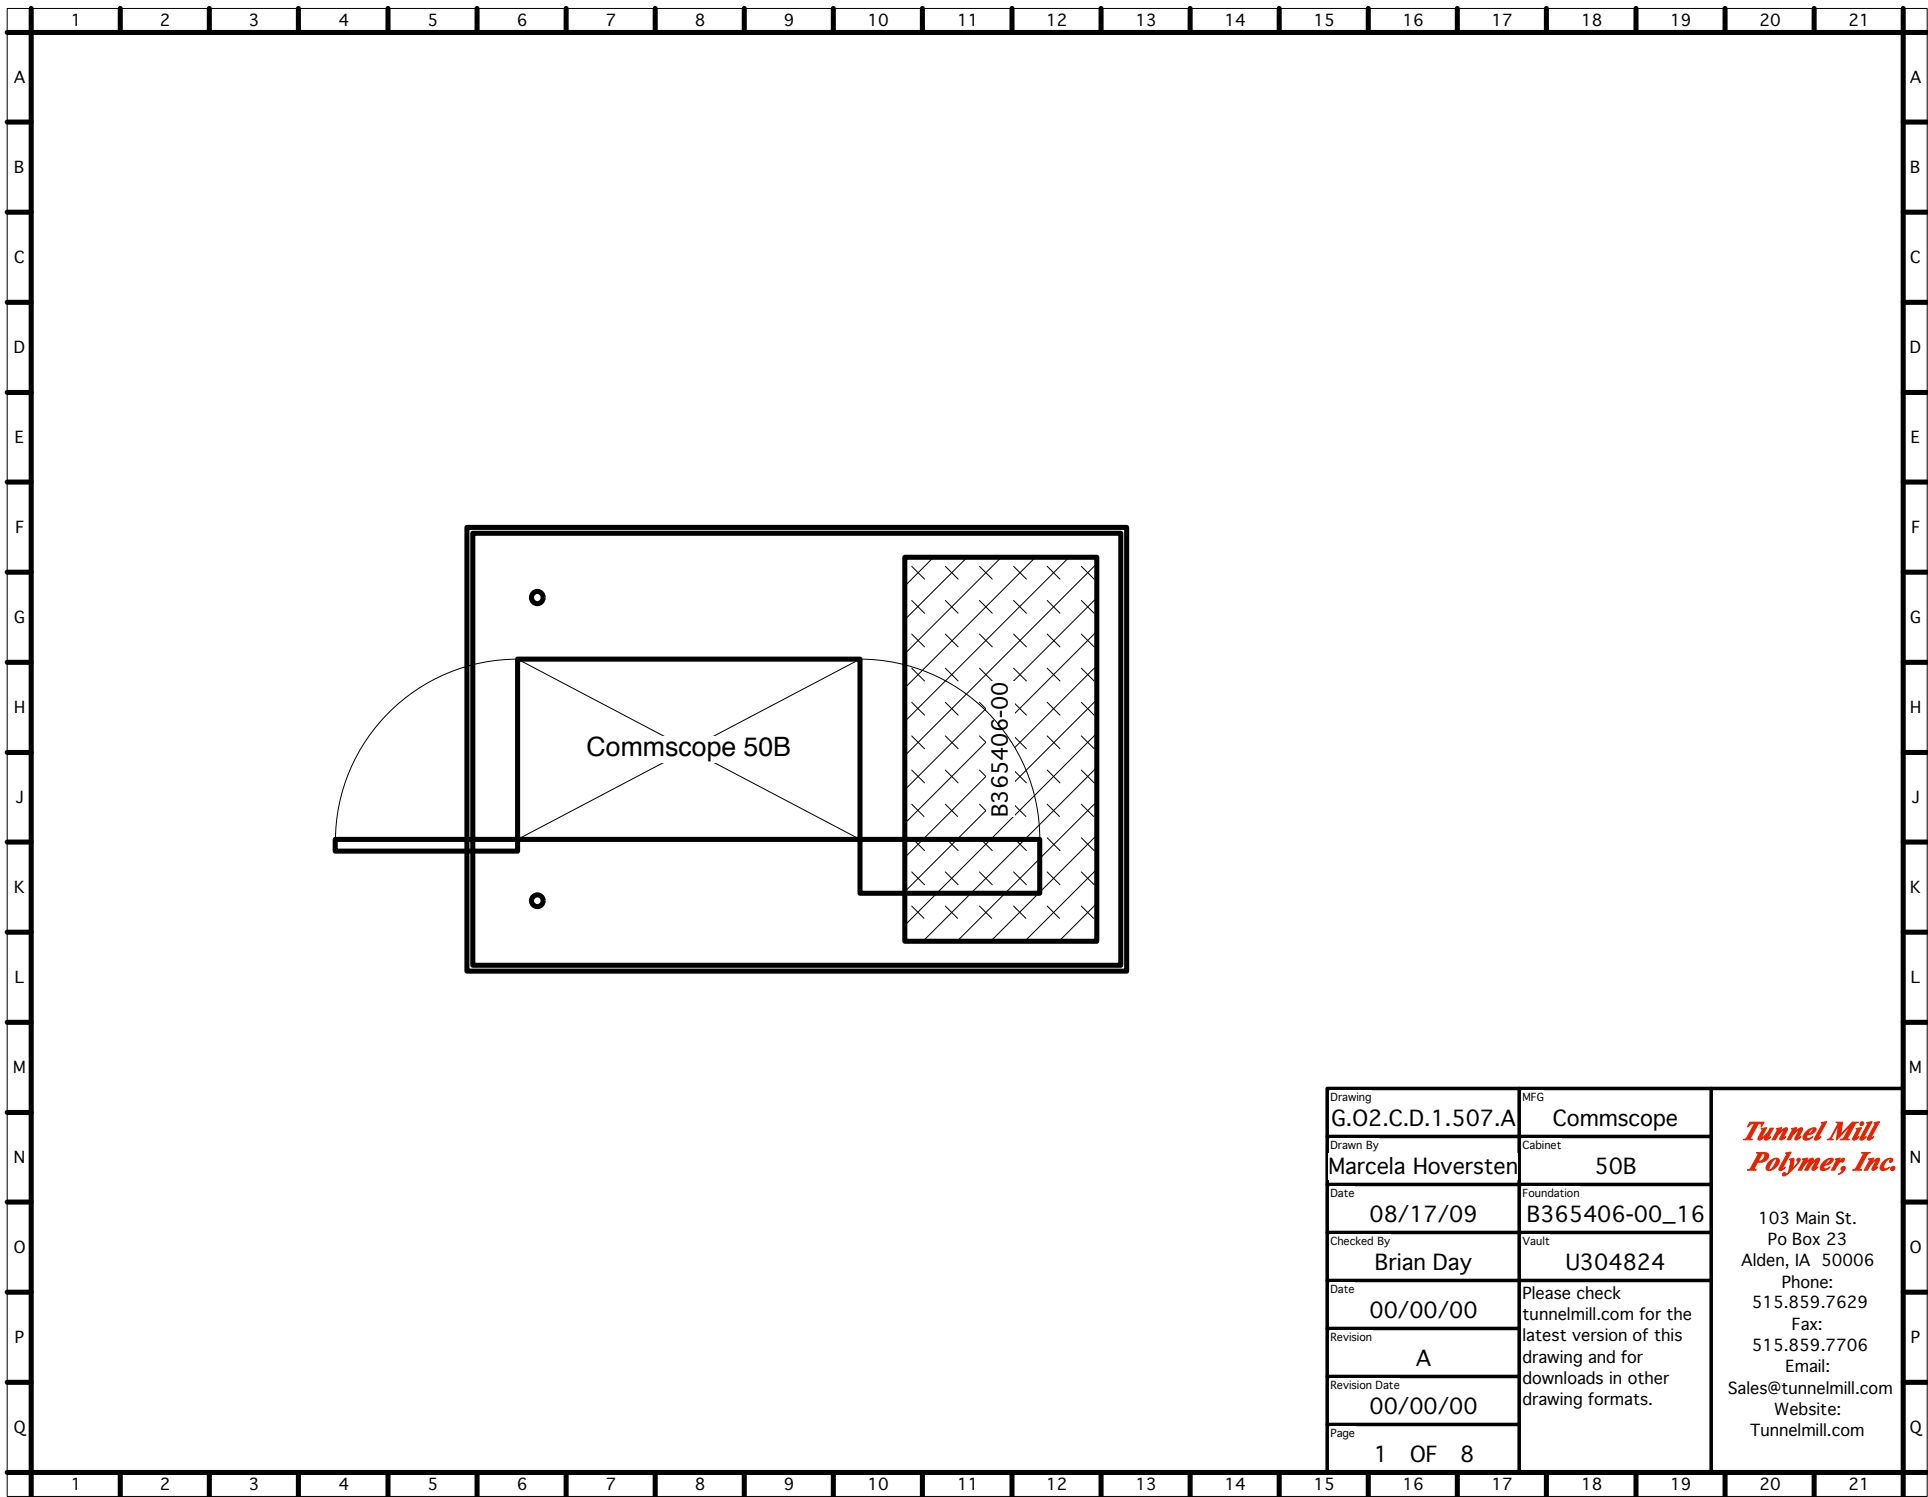 1 2 3 4 5 6 7 8 9 10 11 12 13 14 15 16 17 18 19 20 21
A A
B B
C C
D D
E E
F F
G G
H H
J J
K K
L L
M M
N N
O O
P P
Q Q
Commscope 50B
B365406-00
Drawing
G.O2.C.D.1.507.A
MFG
Commscope
Drawn By
Marcela Hoversten
Cabinet
50B
Date
08/17/09
Foundation
B365406-00_16
Checked By
Brian Day
Vault
U304824
Date
00/00/00
Revision
A
Revision Date
00/00/00
Page
1 OF 8
Please check
tunnelmill.com for the
latest version of this
drawing and for
downloads in other
drawing formats.
Tunnel Mill
Polymer, Inc.
103 Main St.
Po Box 23
Alden, IA 50006
Phone:
515.859.7629
Fax:
515.859.7706
Email:
Sales@tunnelmill.com
Website:
Tunnelmill.com
1 2 3 4 5 6 7 8 9 10 11 12 13 14 15 16 17 18 19 20 21